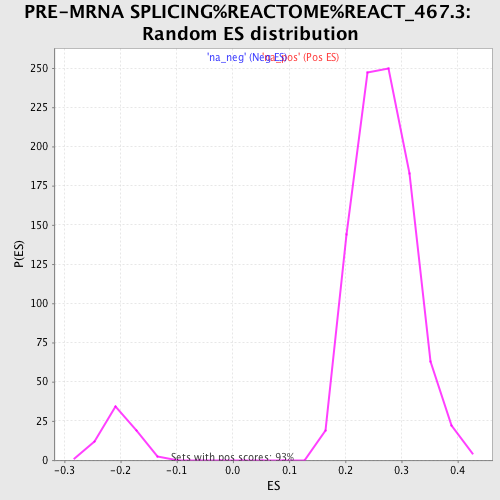 PRE-MRNA SPLICING%REACTOME%REACT_467.3:
Random ES distribution
'na_neg' (Neg ES) 'na_pos' (Pos ES)
250
225
200
175
150
125
100
75
50
25
0
P(ES)
Sets with pos scores: 93%
-0.3 -0.2 -0.1 0.0 0.1 0.2 0.3 0.4
ES